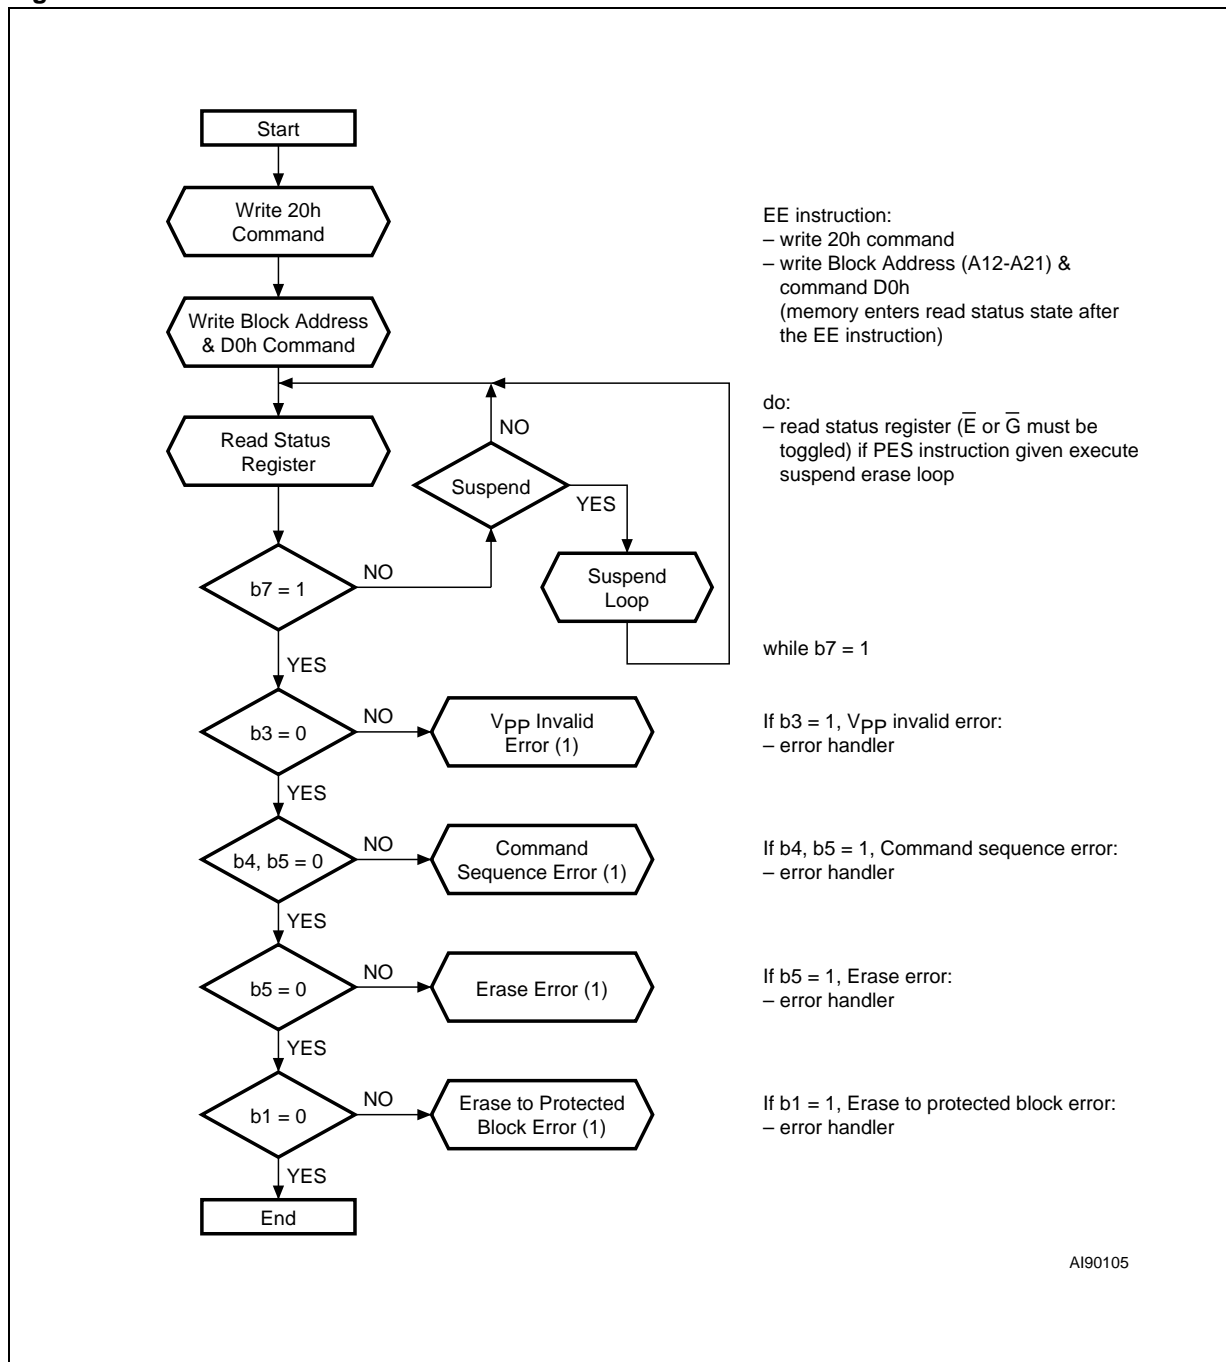 Start
Write 20h
Command
EE instruction:
– write 20h command
– write Block Address (A12-A21) &
command D0h
(memory enters read status state after
the EE instruction)
Write Block Address
& D0h Command
do:
– read status register (E̅ or G̅ must be
toggled) if PES instruction given execute
suspend erase loop
NO
Read Status
Register
Suspend
YES
NO
b7 = 1
Suspend
Loop
while b7 = 1
YES
b3 = 0
NO
VPP Invalid
Error (1)
If b3 = 1, VPP invalid error:
– error handler
YES
b4, b5 = 0
NO
Command
Sequence Error (1)
If b4, b5 = 1, Command sequence error:
– error handler
YES
b5 = 0
NO
Erase Error (1)
If b5 = 1, Erase error:
– error handler
YES
b1 = 0
NO
Erase to Protected
Block Error (1)
If b1 = 1, Erase to protected block error:
– error handler
YES
End
AI90105